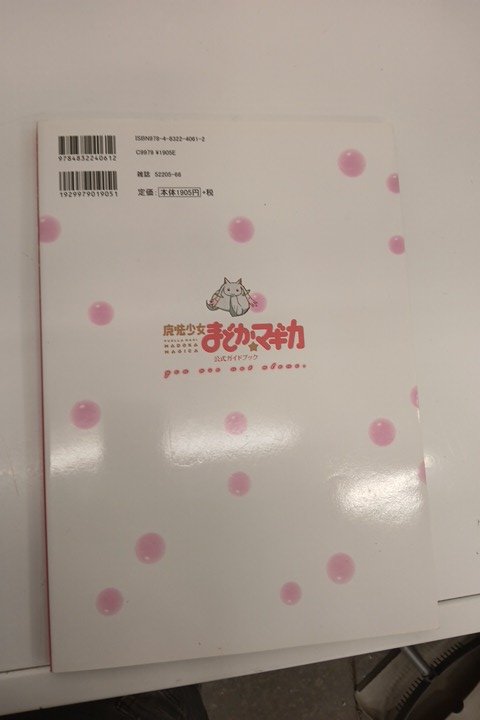 ISBN978-4-8322-4061-2
C9979 ¥1905E
9784832240612
雑誌 52205-66
1929979019051
定価: 本体1905円 +税
魔法少女
まどか☆マギカ
PUELLA MAGI
MADOKA
MAGICA
公式ガイドブック
you are not alone.